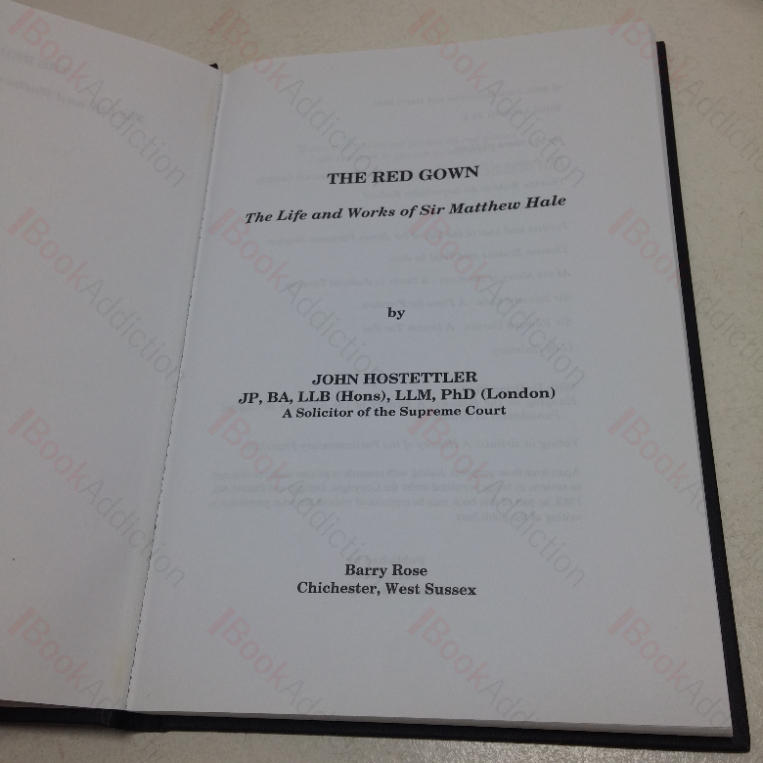 THE RED GOWN
The Life and Works of Sir Matthew Hale
by
JOHN HOSTETTLER
JP, BA, LLB (Hons), LLM, PhD (London)
A Solicitor of the Supreme Court
Barry Rose
Chichester, West Sussex
BookAddiction